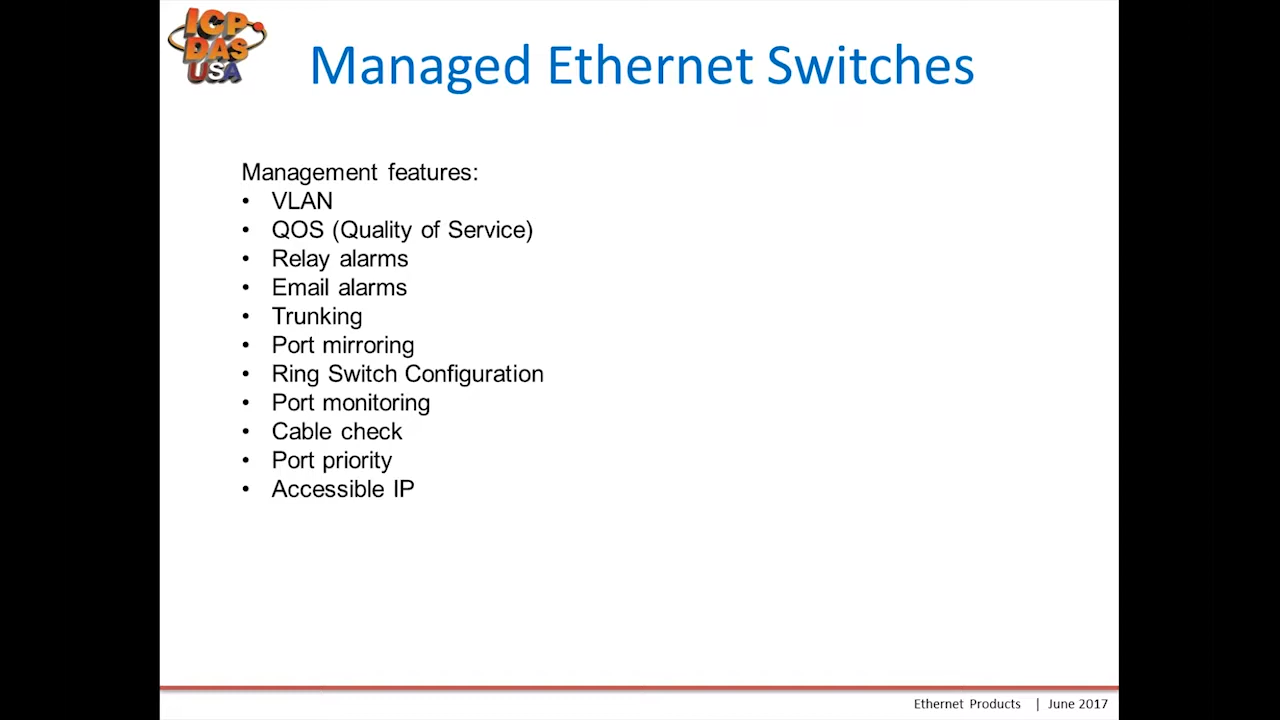 ICP
DAS
USA
Managed Ethernet Switches
Management features:
• VLAN
• QOS (Quality of Service)
• Relay alarms
• Email alarms
• Trunking
• Port mirroring
• Ring Switch Configuration
• Port monitoring
• Cable check
• Port priority
• Accessible IP
Ethernet Products | June 2017